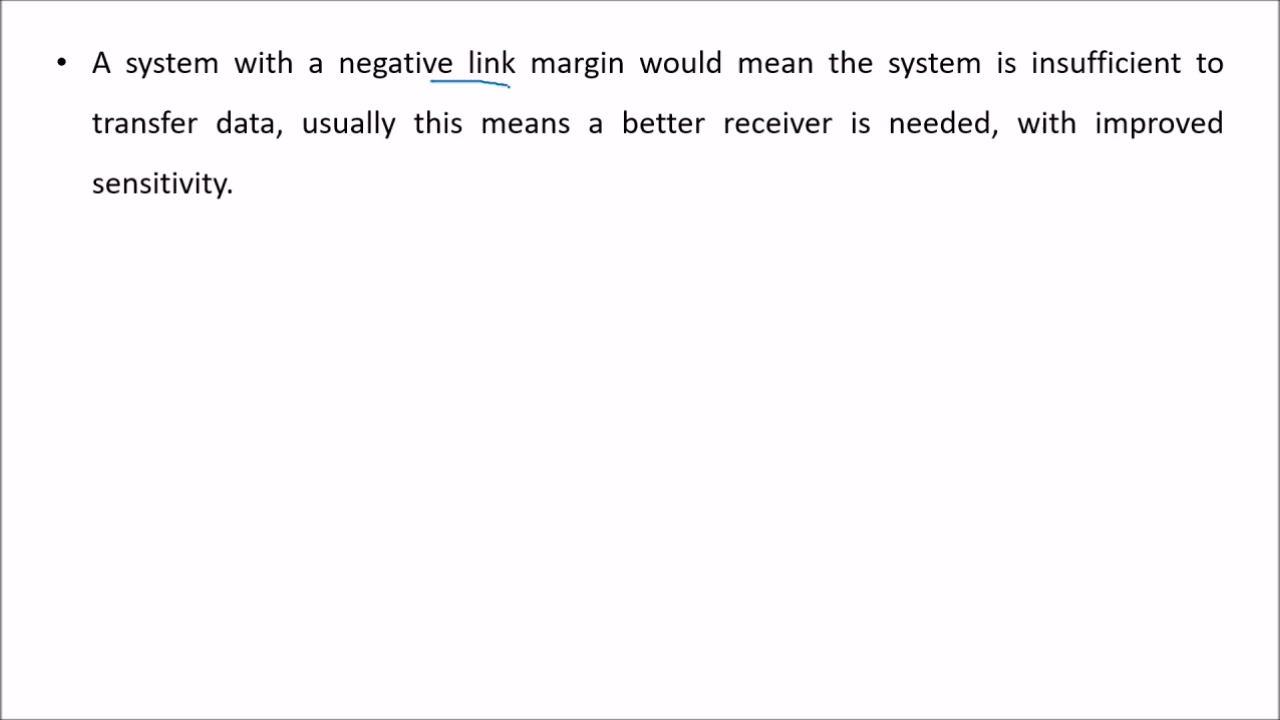 • A system with a negative link margin would mean the system is insufficient to
transfer data, usually this means a better receiver is needed, with improved
sensitivity.